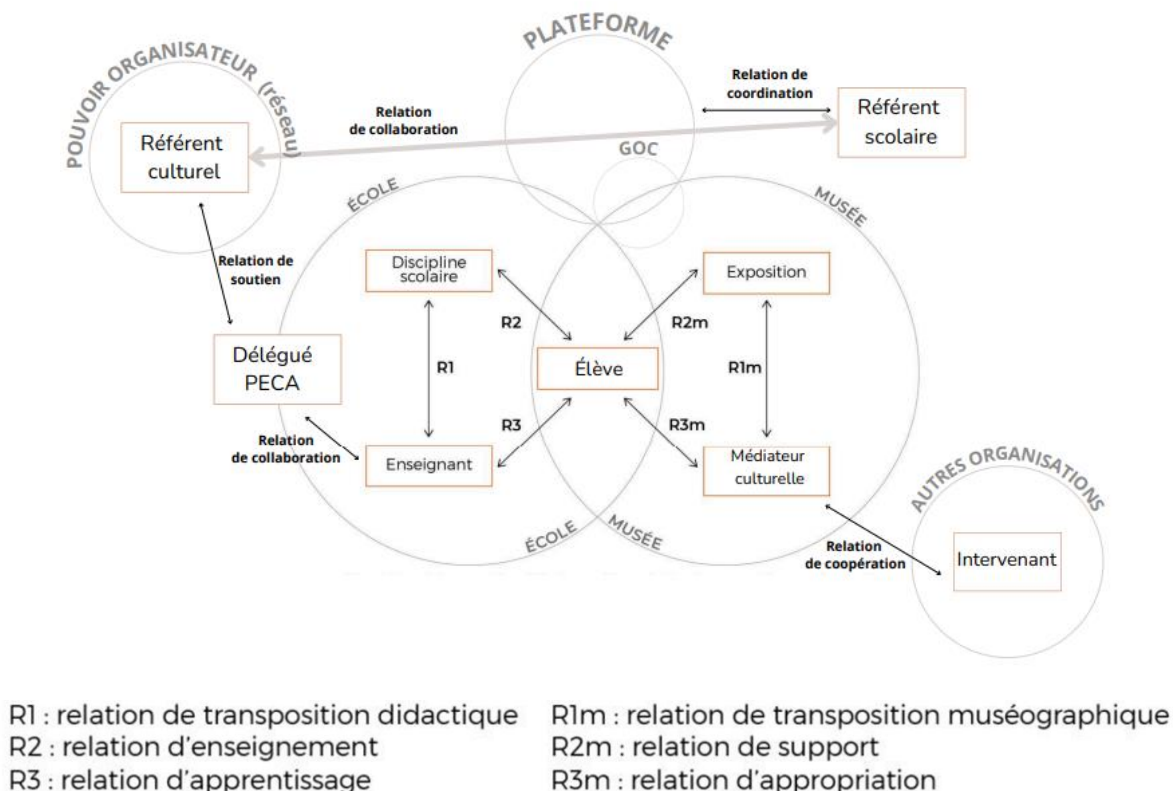 PLATEFORME
POUVOIR ORGANISATEUR (réseau)
Relation de
coordination
Référent
scolaire
Relation
de collaboration
Référent
culturel
GOC
ÉCOLE
MUSÉE
Relation de
soutien
Discipline
scolaire
Exposition
R2
R2m
Délégué
PECA
R1
Élève
R1m
R3
R3m
Relation
de collaboration
Enseignant
Médiateur
culturelle
AUTRES ORGANISATIONS
ÉCOLE
MUSÉE
Relation
de coopération
Intervenant
R1 : relation de transposition didactique
R2 : relation d'enseignement
R3 : relation d'apprentissage
R1m : relation de transposition muséographique
R2m : relation de support
R3m : relation d'appropriation